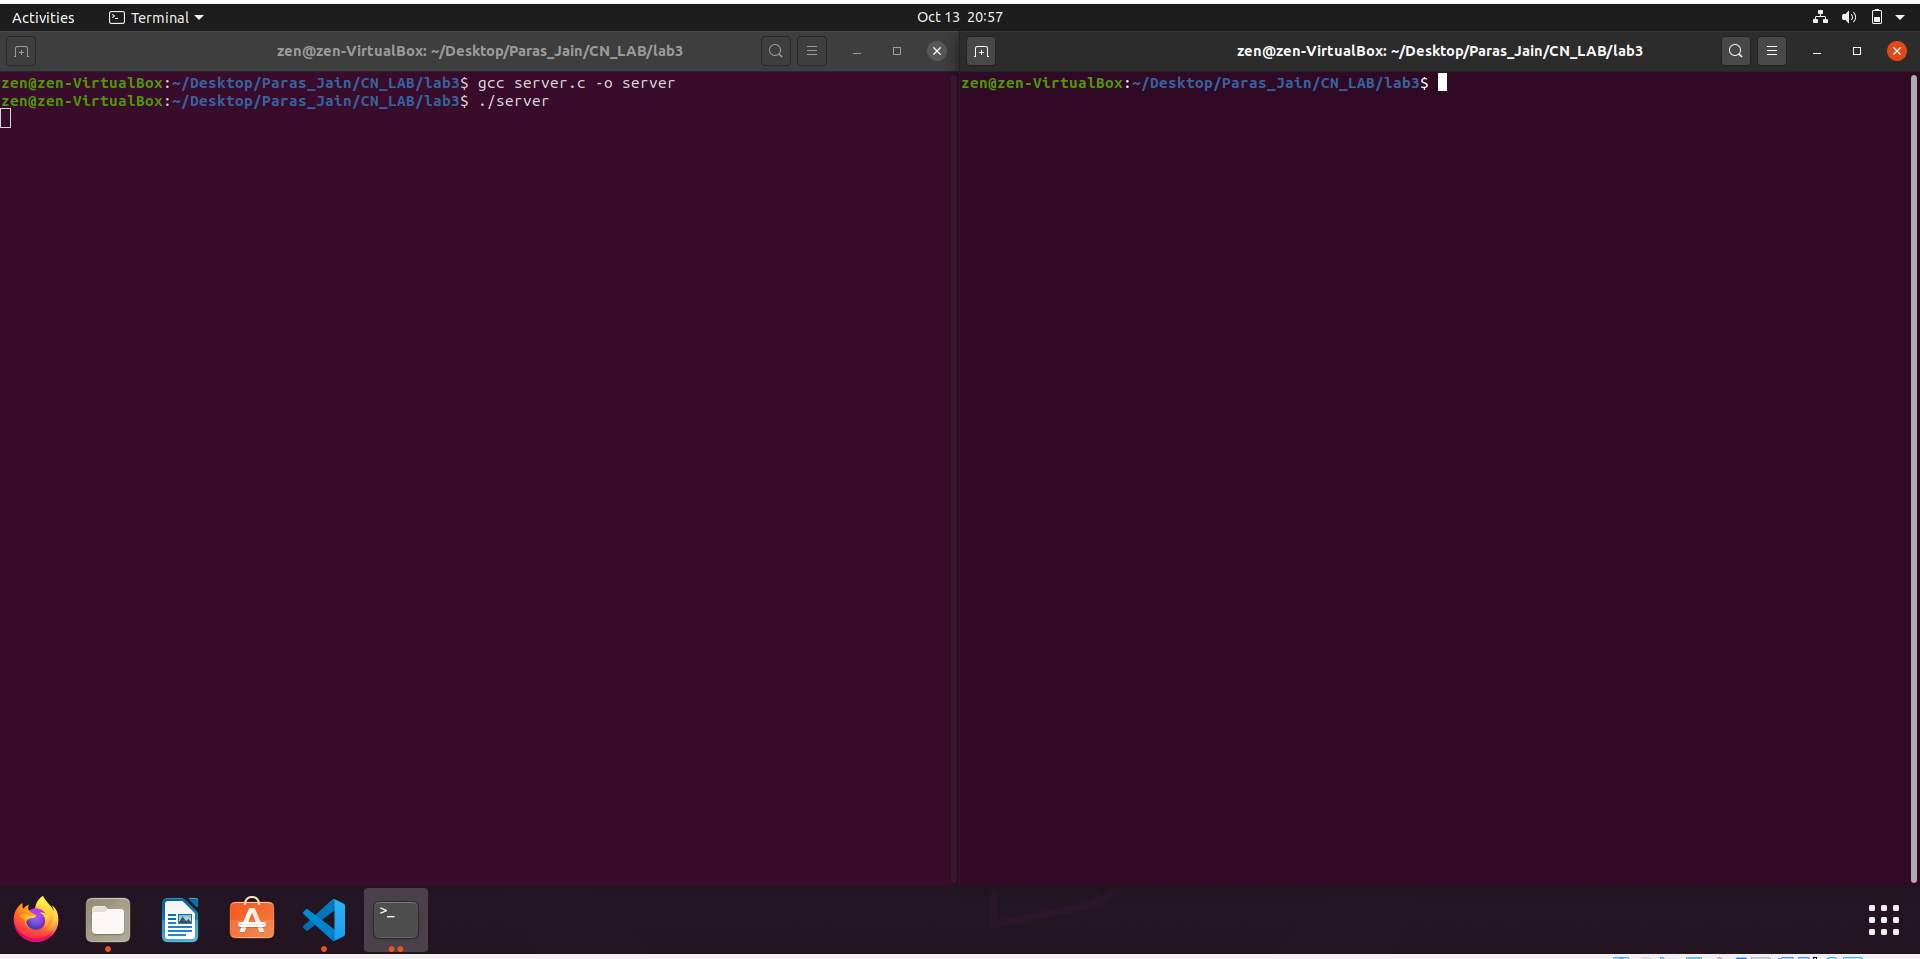 Activities Terminal Oct 13 20:57
zen@zen-VirtualBox: ~/Desktop/Paras_Jain/CN_LAB/lab3
zen@zen-VirtualBox:~/Desktop/Paras_Jain/CN_LAB/lab3$ gcc server.c -o server
zen@zen-VirtualBox:~/Desktop/Paras_Jain/CN_LAB/lab3$ ./server
zen@zen-VirtualBox: ~/Desktop/Paras_Jain/CN_LAB/lab3
zen@zen-VirtualBox:~/Desktop/Paras_Jain/CN_LAB/lab3$